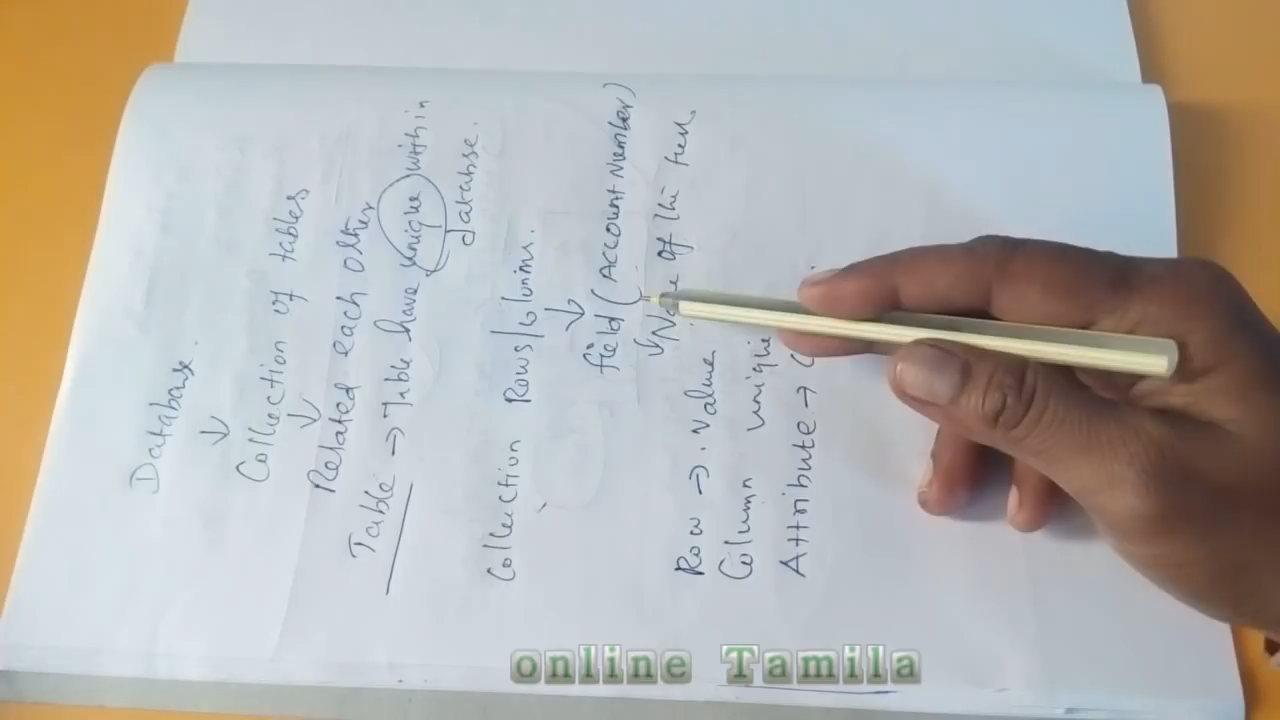 Database.
↓
Collection of tables
↓
Related each other
Table → Table have unique within
database.
Collection Rows/Column.
↓
field (Account Number)
↓ of the
Row → Value
Column unique
Attribute →
online Tamila